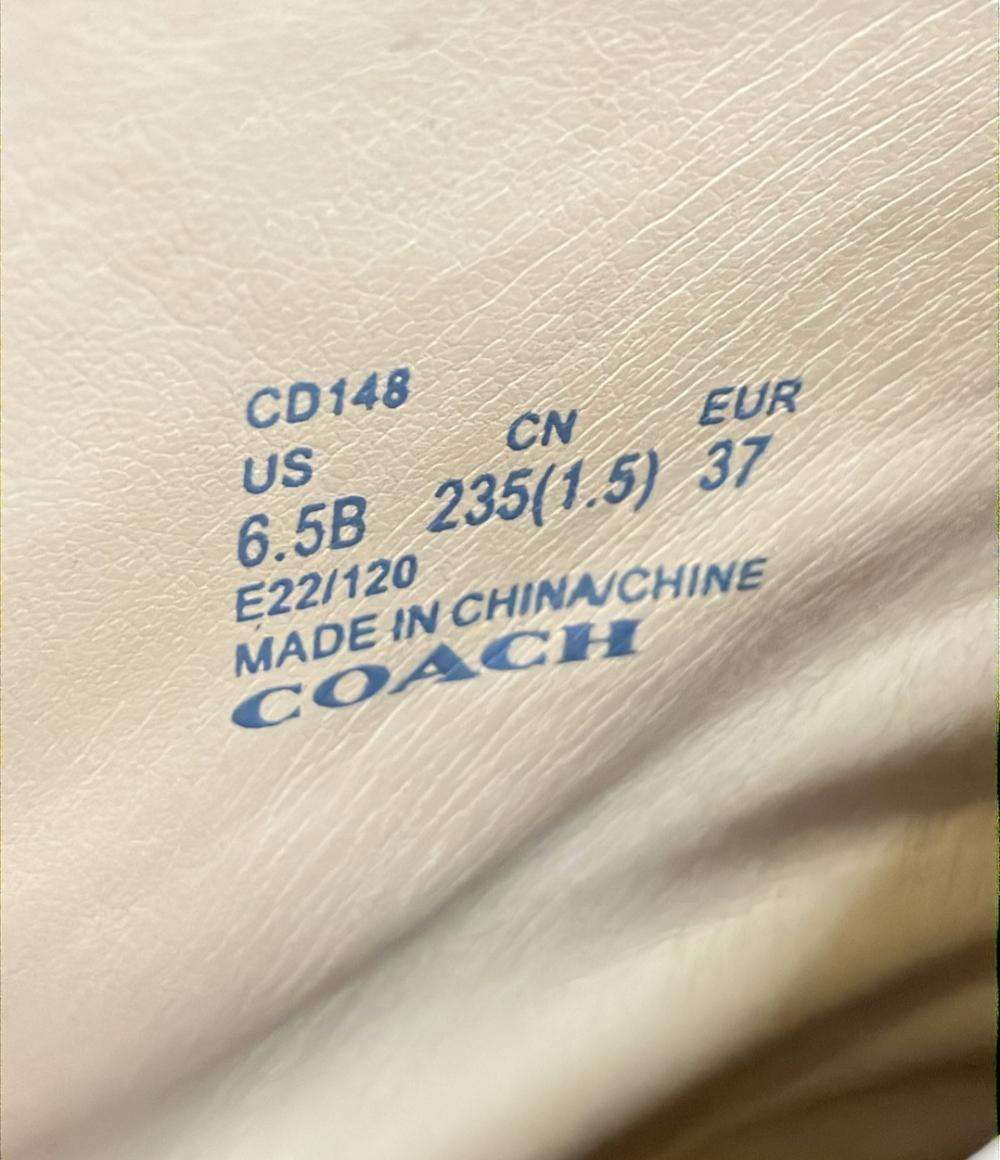 CD148
US CN EUR
6.5B 235(1.5) 37
E22/120
MADE IN CHINA/CHINE
COACH